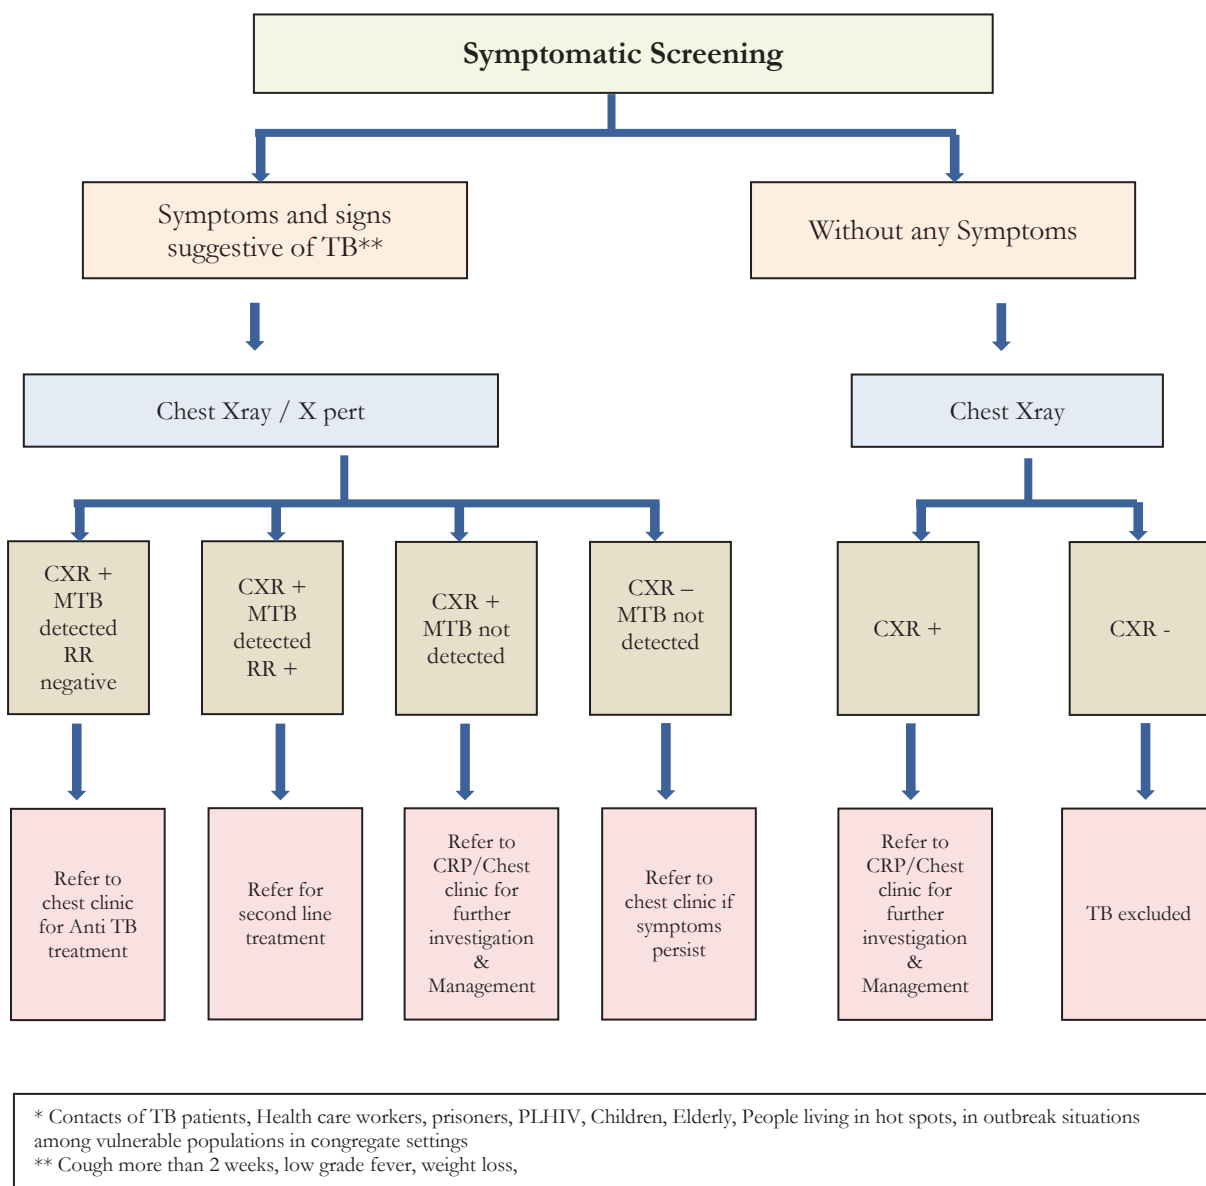 Symptomatic Screening
Symptoms and signs
suggestive of TB**
Without any Symptoms
Chest Xray / X pert
Chest Xray
CXR +
MTB
detected
RR
negative
CXR +
MTB
detected
RR +
CXR +
MTB not
detected
CXR –
MTB not
detected
CXR +
CXR -
Refer to
chest clinic
for Anti TB
treatment
Refer for
second line
treatment
Refer to
CRP/Chest
clinic for
further
investigation
&
Management
Refer to
chest clinic if
symptoms
persist
Refer to
CRP/Chest
clinic for
further
investigation
&
Management
TB excluded
* Contacts of TB patients, Health care workers, prisoners, PLHIV, Children, Elderly, People living in hot spots, in outbreak situations
among vulnerable populations in congregate settings
** Cough more than 2 weeks, low grade fever, weight loss,